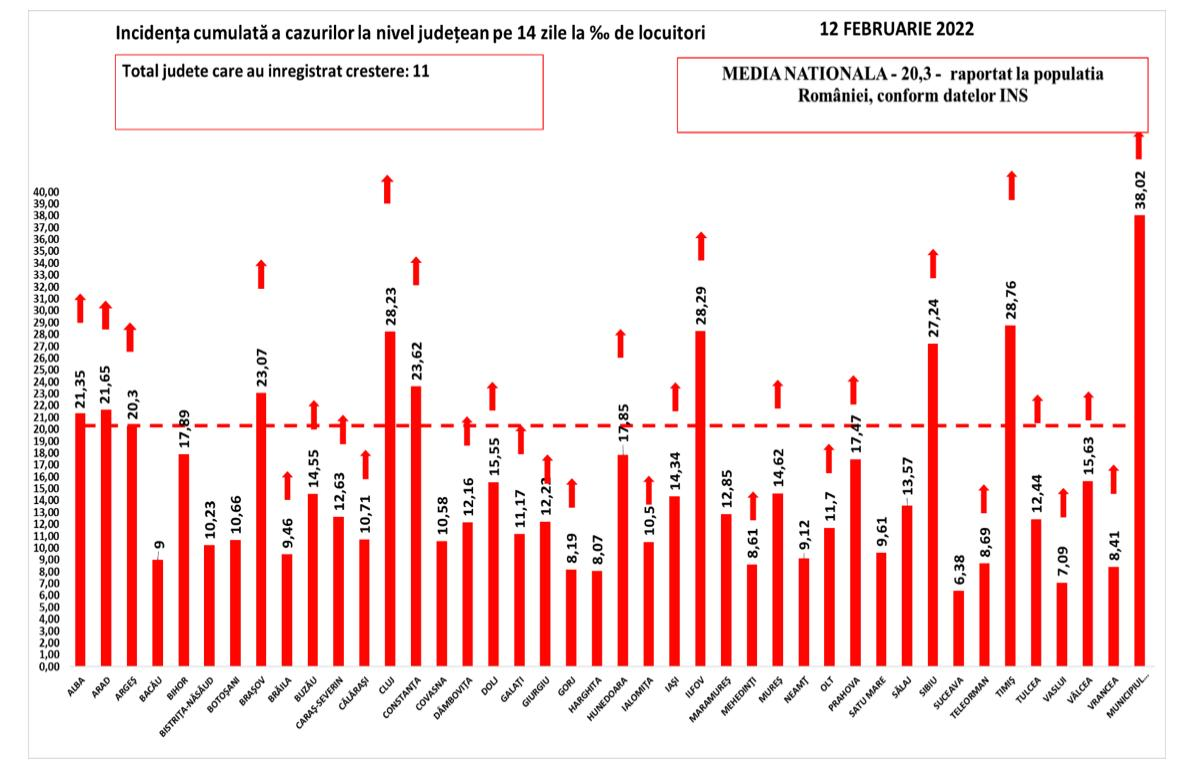 Incidența cumulată a cazurilor la nivel județean pe 14 zile la ‰ de locuitori
12 FEBRUARIE 2022
Total judete care au inregistrat crestere: 11
MEDIA NATIONALA - 20,3 - raportat la populatia
României, conform datelor INS
40,00
39,00
38,00
37,00
36,00
35,00
34,00
33,00
32,00
31,00
30,00
29,00
28,00
27,00
26,00
25,00
24,00
23,00
22,00
21,00
20,00
19,00
18,00
17,00
16,00
15,00
14,00
13,00
12,00
11,00
10,00
9,00
8,00
7,00
6,00
5,00
4,00
3,00
2,00
1,00
0,00
21,35
21,65
20,3
9
17,89
10,23
10,66
23,07
9,46
14,55
12,63
10,71
28,23
23,62
10,58
12,16
15,55
11,17
12,22
8,19
8,07
17,85
10,5
14,34
28,29
12,85
8,61
14,62
9,12
11,7
17,47
9,61
13,57
27,24
6,38
8,69
28,76
12,44
7,09
15,63
8,41
38,02
ALBA
ARAD
ARGEȘ
BACĂU
BIHOR
BISTRIȚA-NĂSĂUD
BOTOȘANI
BRAȘOV
BRĂILA
BUZĂU
CARAȘ-SEVERIN
CĂLĂRAȘI
CLUJ
CONSTANȚA
COVASNA
DÂMBOVIȚA
DOLJ
GALAȚI
GIURGIU
GORJ
HARGHITA
HUNEDOARA
IALOMIȚA
IAȘI
ILFOV
MARAMUREȘ
MEHEDINȚI
MUREȘ
NEAMȚ
OLT
PRAHOVA
SATU MARE
SĂLAJ
SIBIU
SUCEAVA
TELEORMAN
TIMIȘ
TULCEA
VASLUI
VÂLCEA
VRANCEA
MUNICIPIUL...